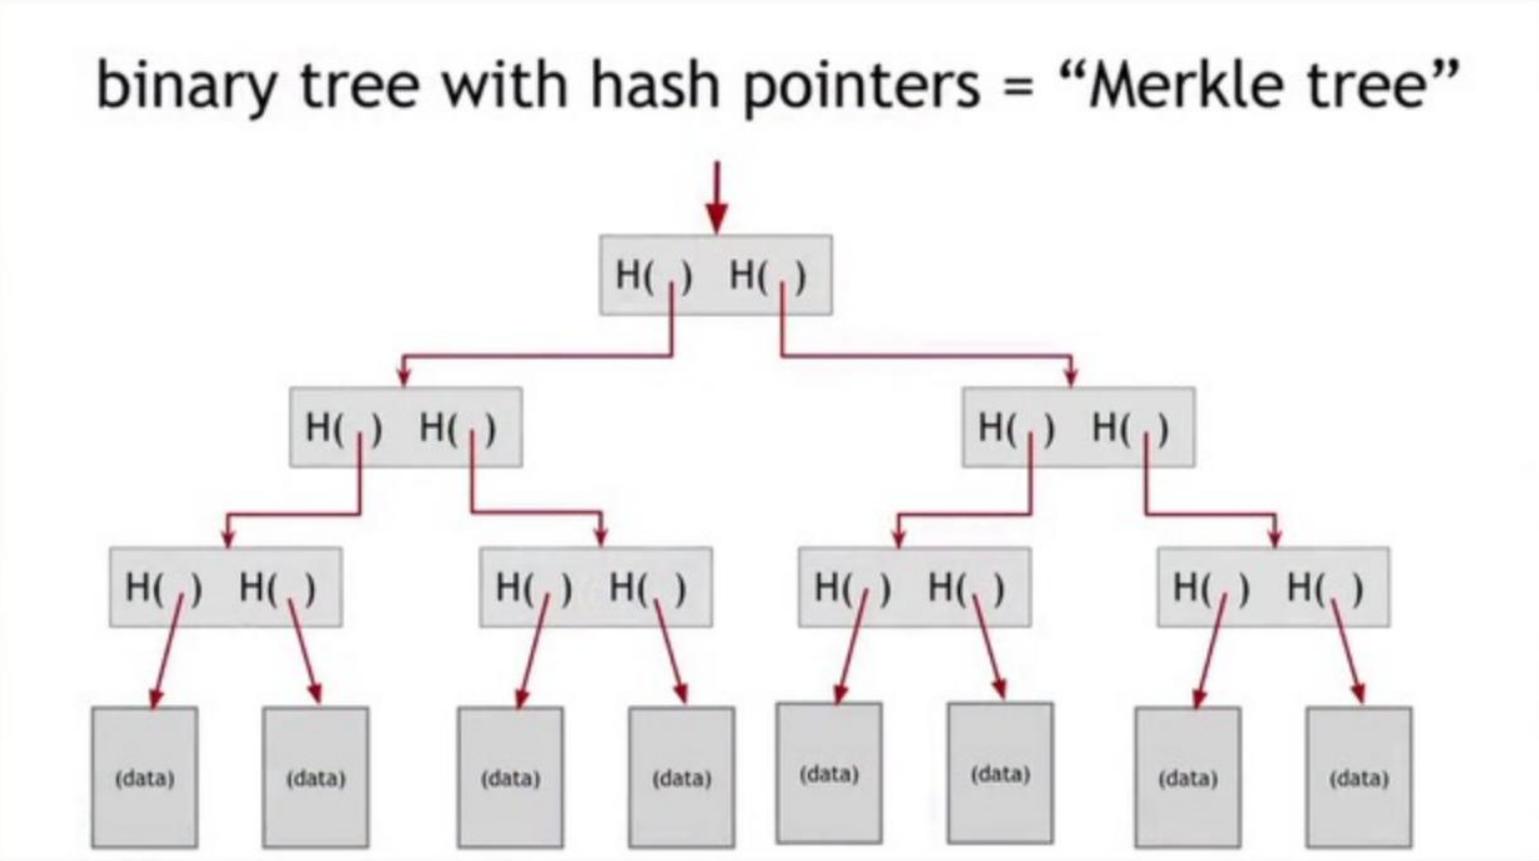 binary tree with hash pointers = “Merkle tree”
H( ) H( )
H( ) H( ) H( ) H( )
H( ) H( ) H( ) H( ) H( ) H( ) H( ) H( )
(data) (data) (data) (data) (data) (data) (data) (data)